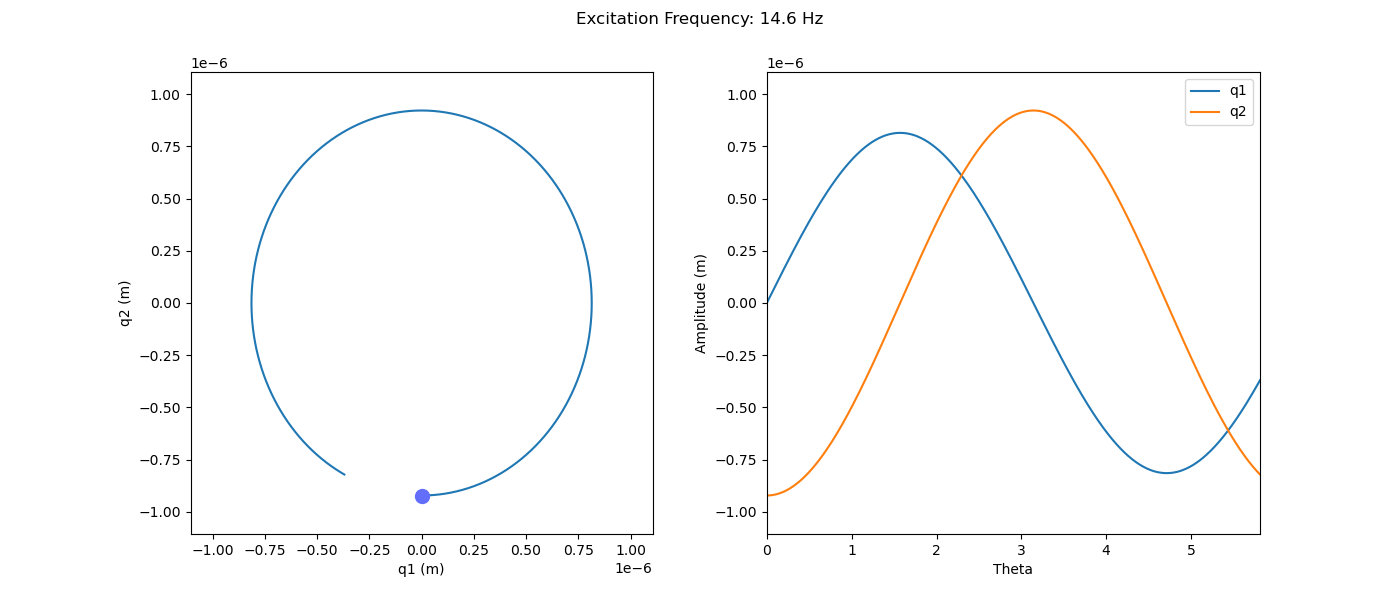 Excitation Frequency: 14.6 Hz
1e−6
1.00
0.75
0.50
0.25
0.00
−0.25
−0.50
−0.75
−1.00
q2 (m)
−1.00 −0.75 −0.50 −0.25 0.00 0.25 0.50 0.75 1.00
q1 (m)
1e−6
1e−6
1.00
0.75
0.50
0.25
0.00
−0.25
−0.50
−0.75
−1.00
Amplitude (m)
q1
q2
0 1 2 3 4 5
Theta